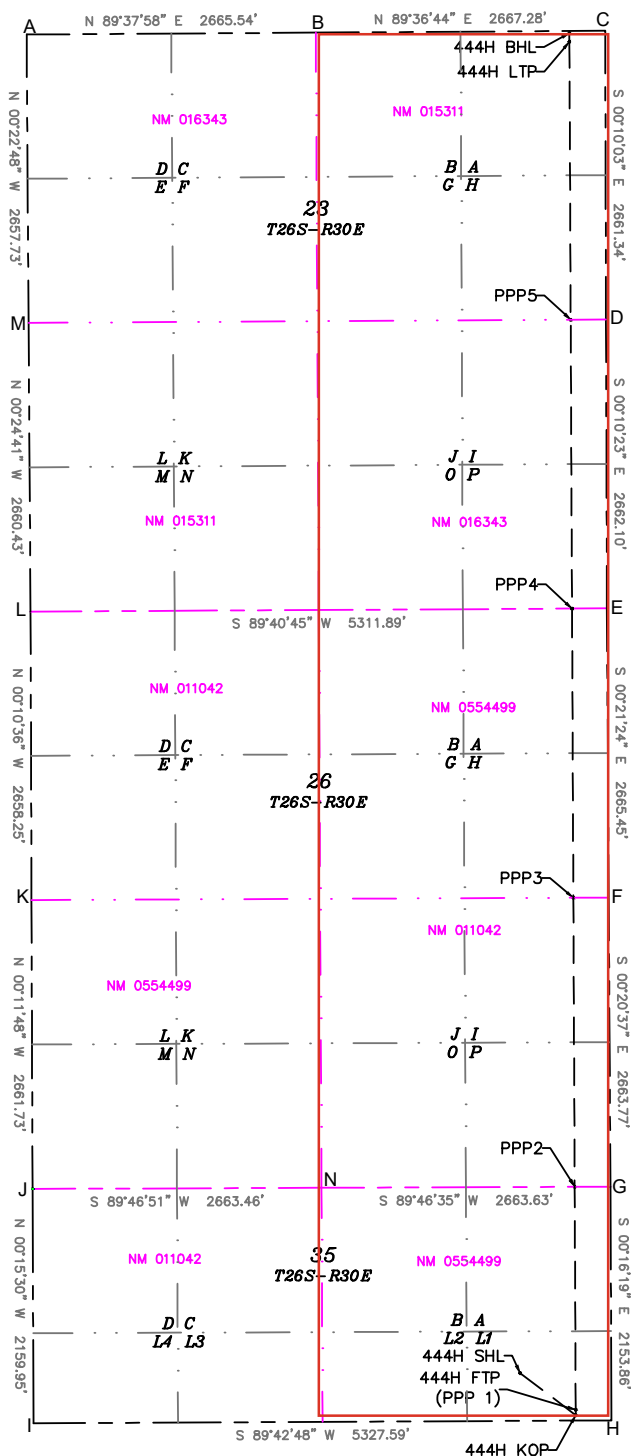 A
N 89°37'58" E 2665.54'
B
N 89°36'44" E 2667.28'
C
444H BHL
444H LTP
N 00°22'48" W 2657.73'
NM 016343
NM 015311
S 00°10'03" E 2661.34'
D C
E F
B A
G H
23
T26S-R30E
PPP5
M
D
N 00°24'41" W 2660.43'
S 00°10'23" E 2662.10'
L K
M N
J I
O P
NM 015311
NM 016343
PPP4
L
E
S 89°40'45" W 5311.89'
N 00°10'36" W 2658.25'
NM 011042
NM 0554499
S 00°21'24" E 2665.45'
D C
E F
B A
G H
26
T26S-R30E
PPP3
K
F
NM 011042
N 00°11'48" W 2661.73'
NM 0554499
S 00°20'37" E 2663.77'
L K
M N
J I
O P
PPP2
J
N
G
S 89°46'51" W 2663.46'
S 89°46'35" W 2663.63'
N 00°15'30" W 2159.95'
NM 011042
NM 0554499
S 00°16'19" E 2153.86'
35
T26S-R30E
D C
L4 L3
B A
L2 L1
444H SHL
444H FTP
(PPP 1)
I
H
S 89°42'48" W 5327.59'
444H KOP